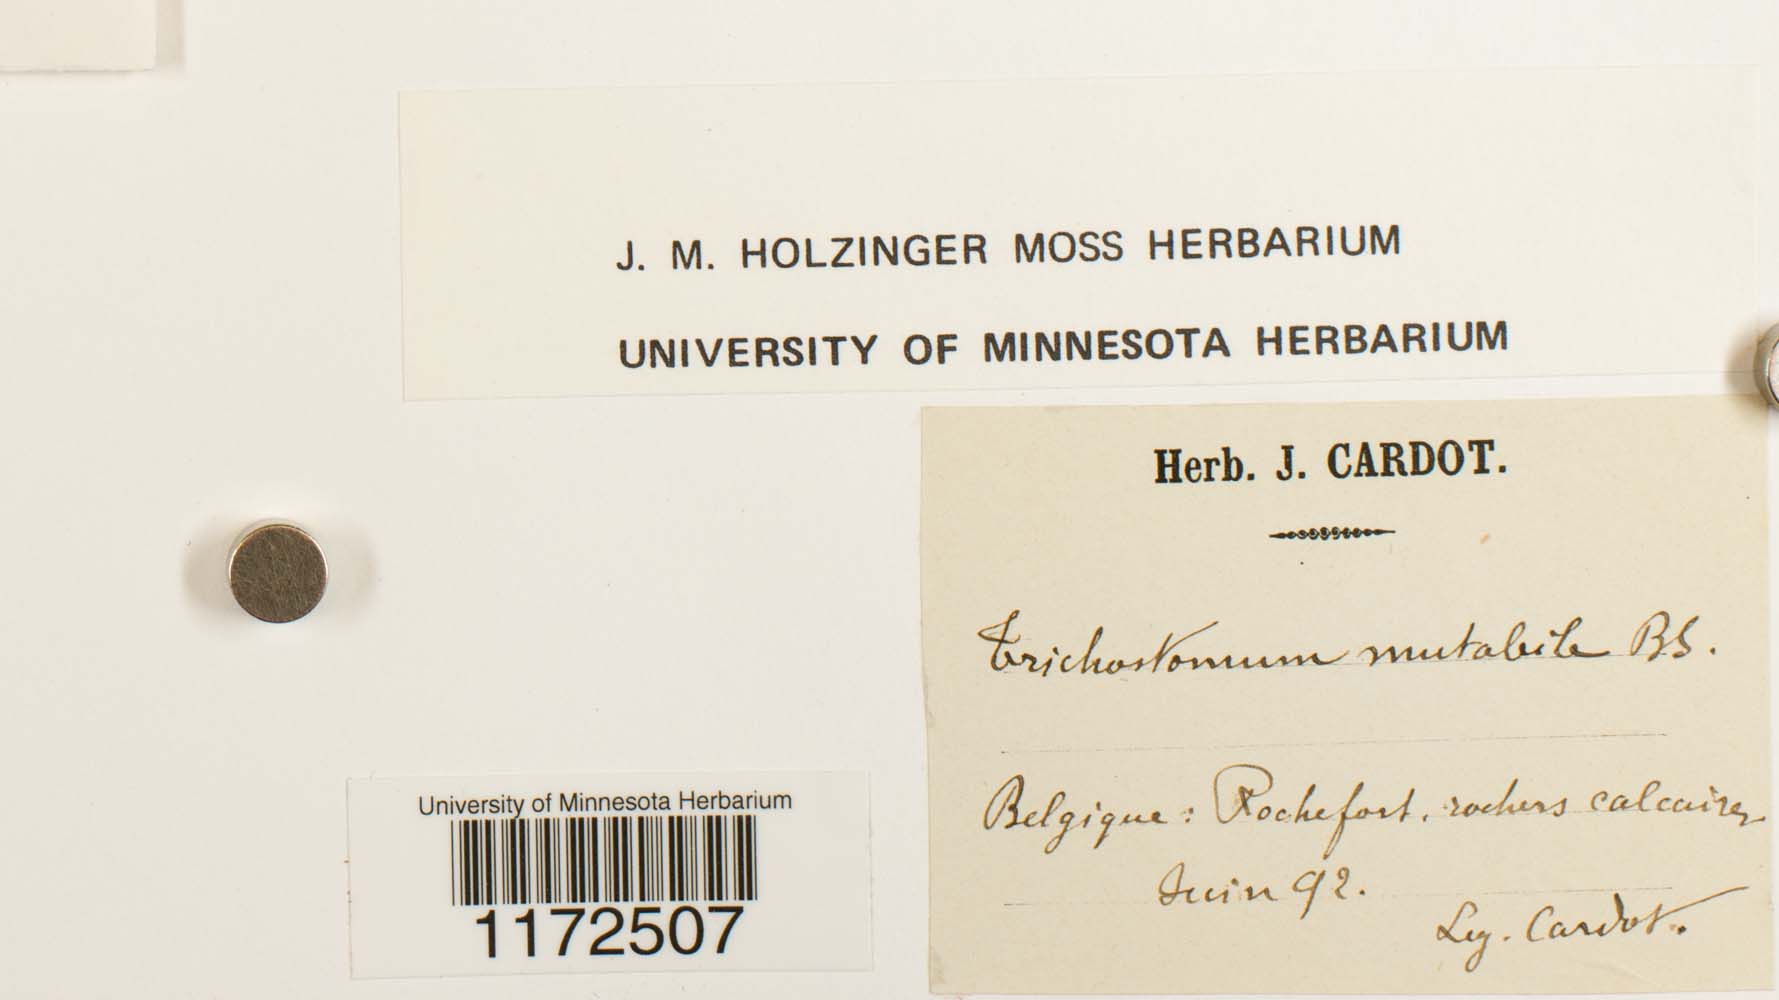 J. M. HOLZINGER MOSS HERBARIUM
UNIVERSITY OF MINNESOTA HERBARIUM
Herb. J. CARDOT.
Trichostomum mutabile BS.
Belgique : Rochefort, rochers calcaires
Juin 92.
Leg. Cardot.
University of Minnesota Herbarium
1172507